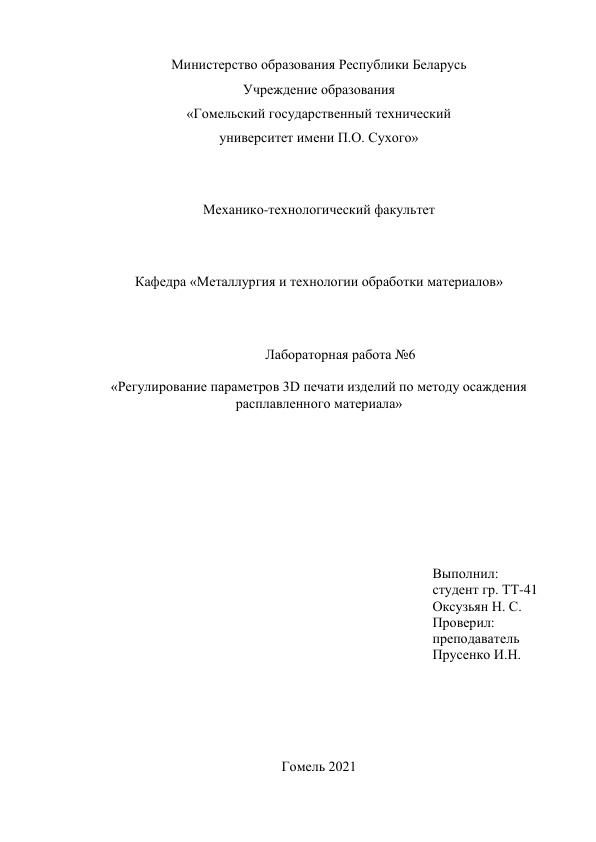 Министерство образования Республики Беларусь
Учреждение образования
«Гомельский государственный технический
университет имени П.О. Сухого»
Механико-технологический факультет
Кафедра «Металлургия и технологии обработки материалов»
Лабораторная работа №6
«Регулирование параметров 3D печати изделий по методу осаждения
расплавленного материала»
Выполнил:
студент гр. ТТ-41
Оксузьян Н. С.
Проверил:
преподаватель
Прусенко И.Н.
Гомель 2021